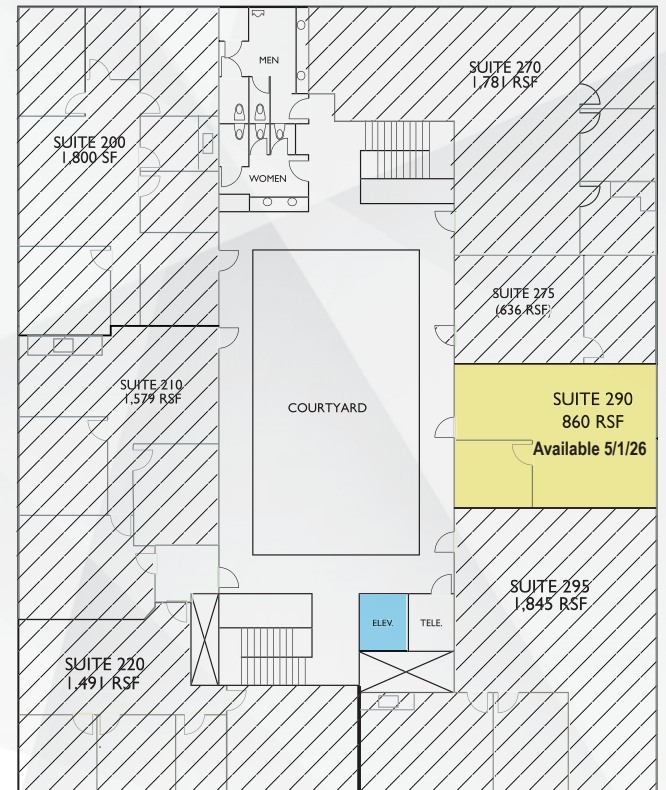 MEN
SUITE 270
1,781 RSF
SUITE 200
1,800 SF
WOMEN
SUITE 275
(636 RSF)
SUITE 210
1,579 RSF
COURTYARD
SUITE 290
860 RSF
Available 5/1/26
SUITE 295
1,845 RSF
ELEV.
TELE.
SUITE 220
1.491 RSF